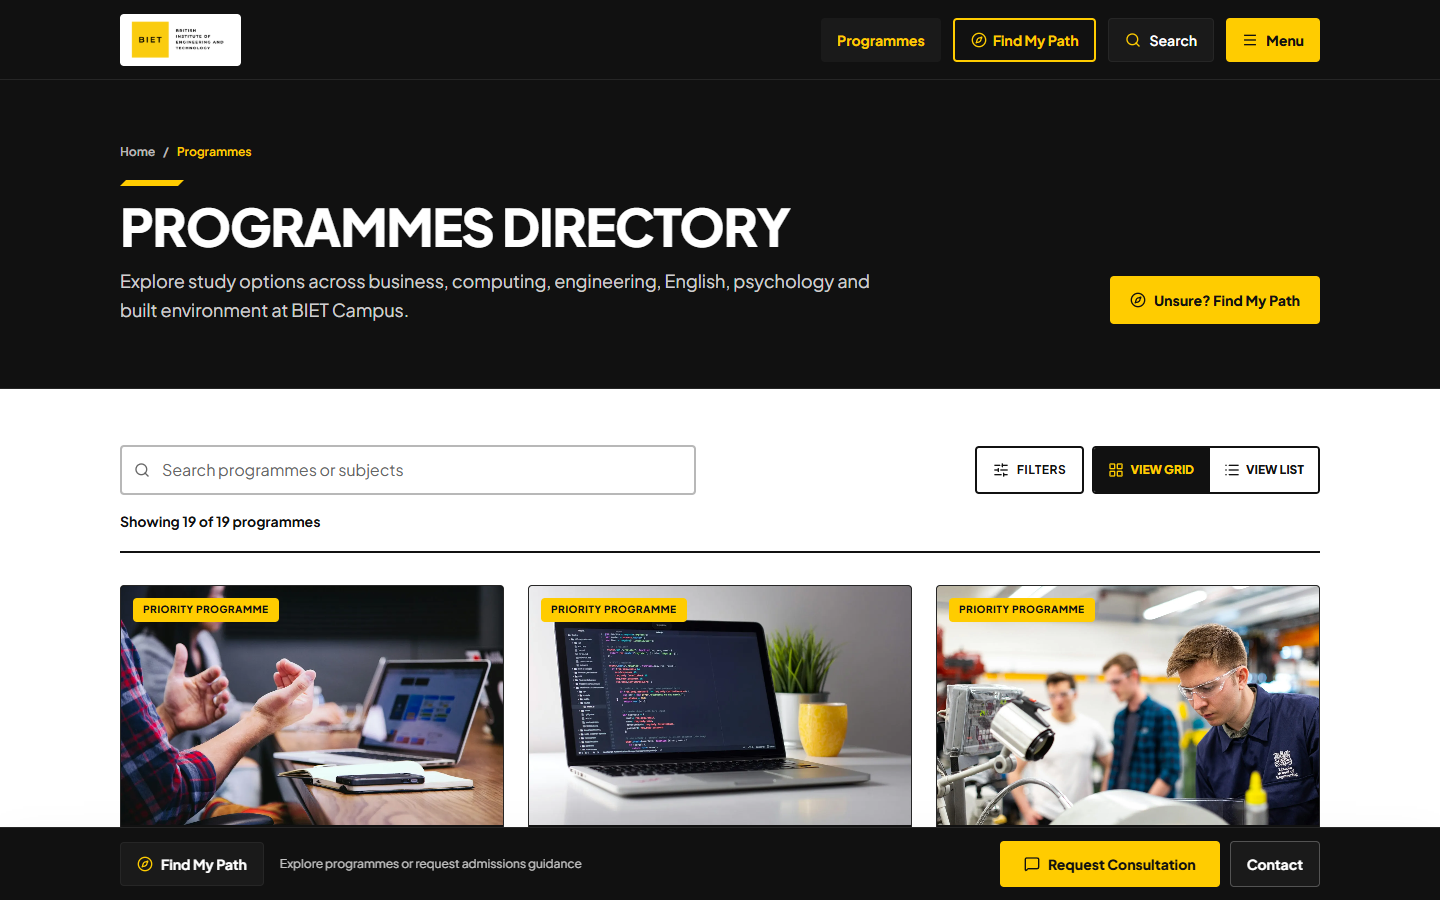 BIET
BRITISH
INSTITUTE OF
ENGINEERING AND
TECHNOLOGY
Programmes
Find My Path
Search
Menu
Home / Programmes
PROGRAMMES DIRECTORY
Explore study options across business, computing, engineering, English, psychology and
built environment at BIET Campus.
Unsure? Find My Path
Search programmes or subjects
FILTERS
VIEW GRID
VIEW LIST
Showing 19 of 19 programmes
PRIORITY PROGRAMME
PRIORITY PROGRAMME
PRIORITY PROGRAMME
Find My Path
Explore programmes or request admissions guidance
Request Consultation
Contact